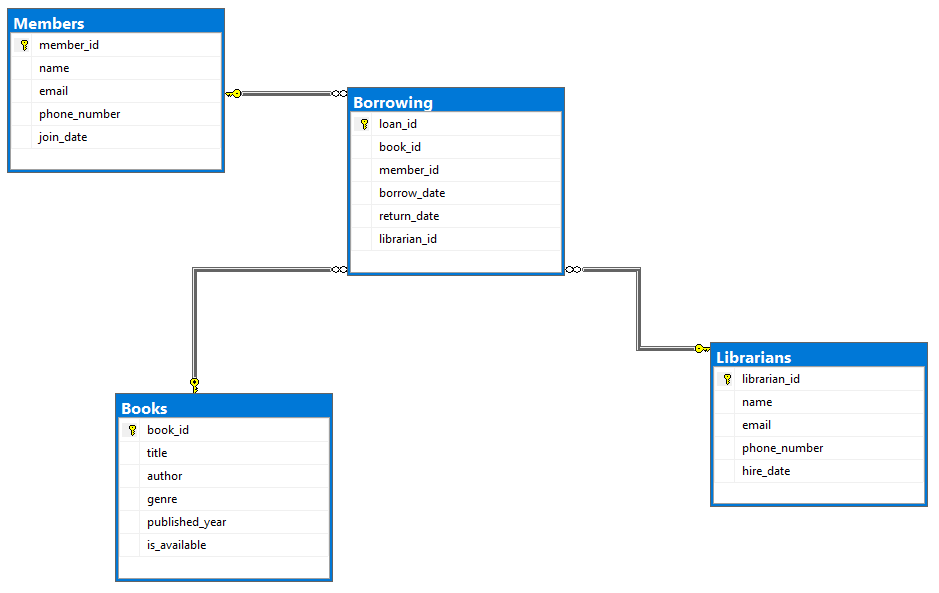 Members
member_id
name
email
phone_number
join_date
Borrowing
loan_id
book_id
member_id
borrow_date
return_date
librarian_id
Librarians
librarian_id
name
email
phone_number
hire_date
Books
book_id
title
author
genre
published_year
is_available